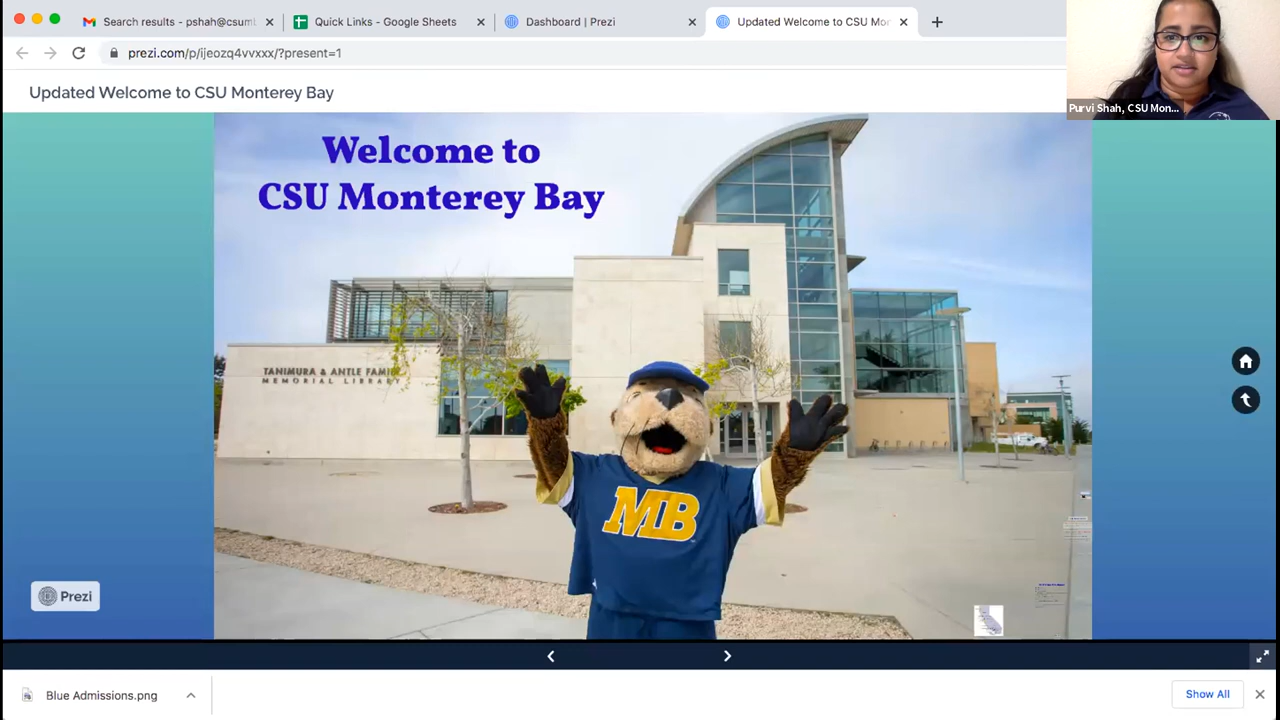 Search results - pshah@csumb
Quick Links - Google Sheets
Dashboard | Prezi
Updated Welcome to CSU Mon
prezi.com/p/ijeozq4vvxxx/?present=1
Updated Welcome to CSU Monterey Bay
Purvi Shah, CSU Mon...
Welcome to
CSU Monterey Bay
TANIMURA & ANTLE FAMILY
MEMORIAL LIBRARY
MB
Prezi
Blue Admissions.png
Show All